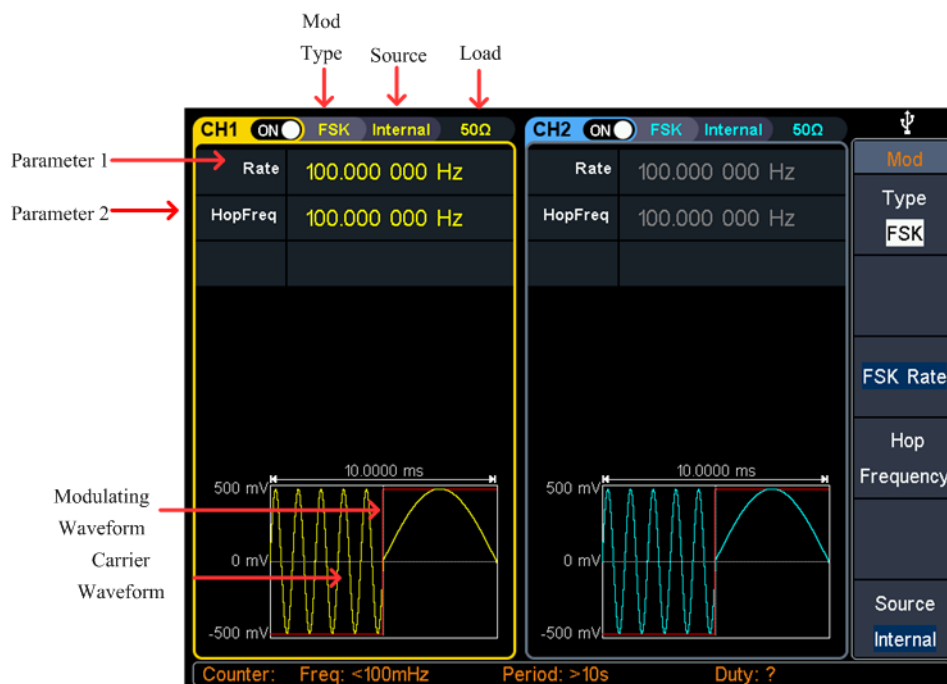 Mod
Type
Source
Load
CH1 ON FSK Internal 50Ω
CH2 ON FSK Internal 50Ω
Parameter 1
Rate 100.000 000 Hz
Rate 100.000 000 Hz
Mod
Parameter 2
HopFreq 100.000 000 Hz
HopFreq 100.000 000 Hz
Type
FSK
FSK Rate
Hop
Frequency
10.0000 ms
500 mV
0 mV
-500 mV
10.0000 ms
500 mV
0 mV
-500 mV
Modulating
Waveform
Carrier
Waveform
Source
Internal
Counter: Freq: <100mHz Period: >10s Duty: ?